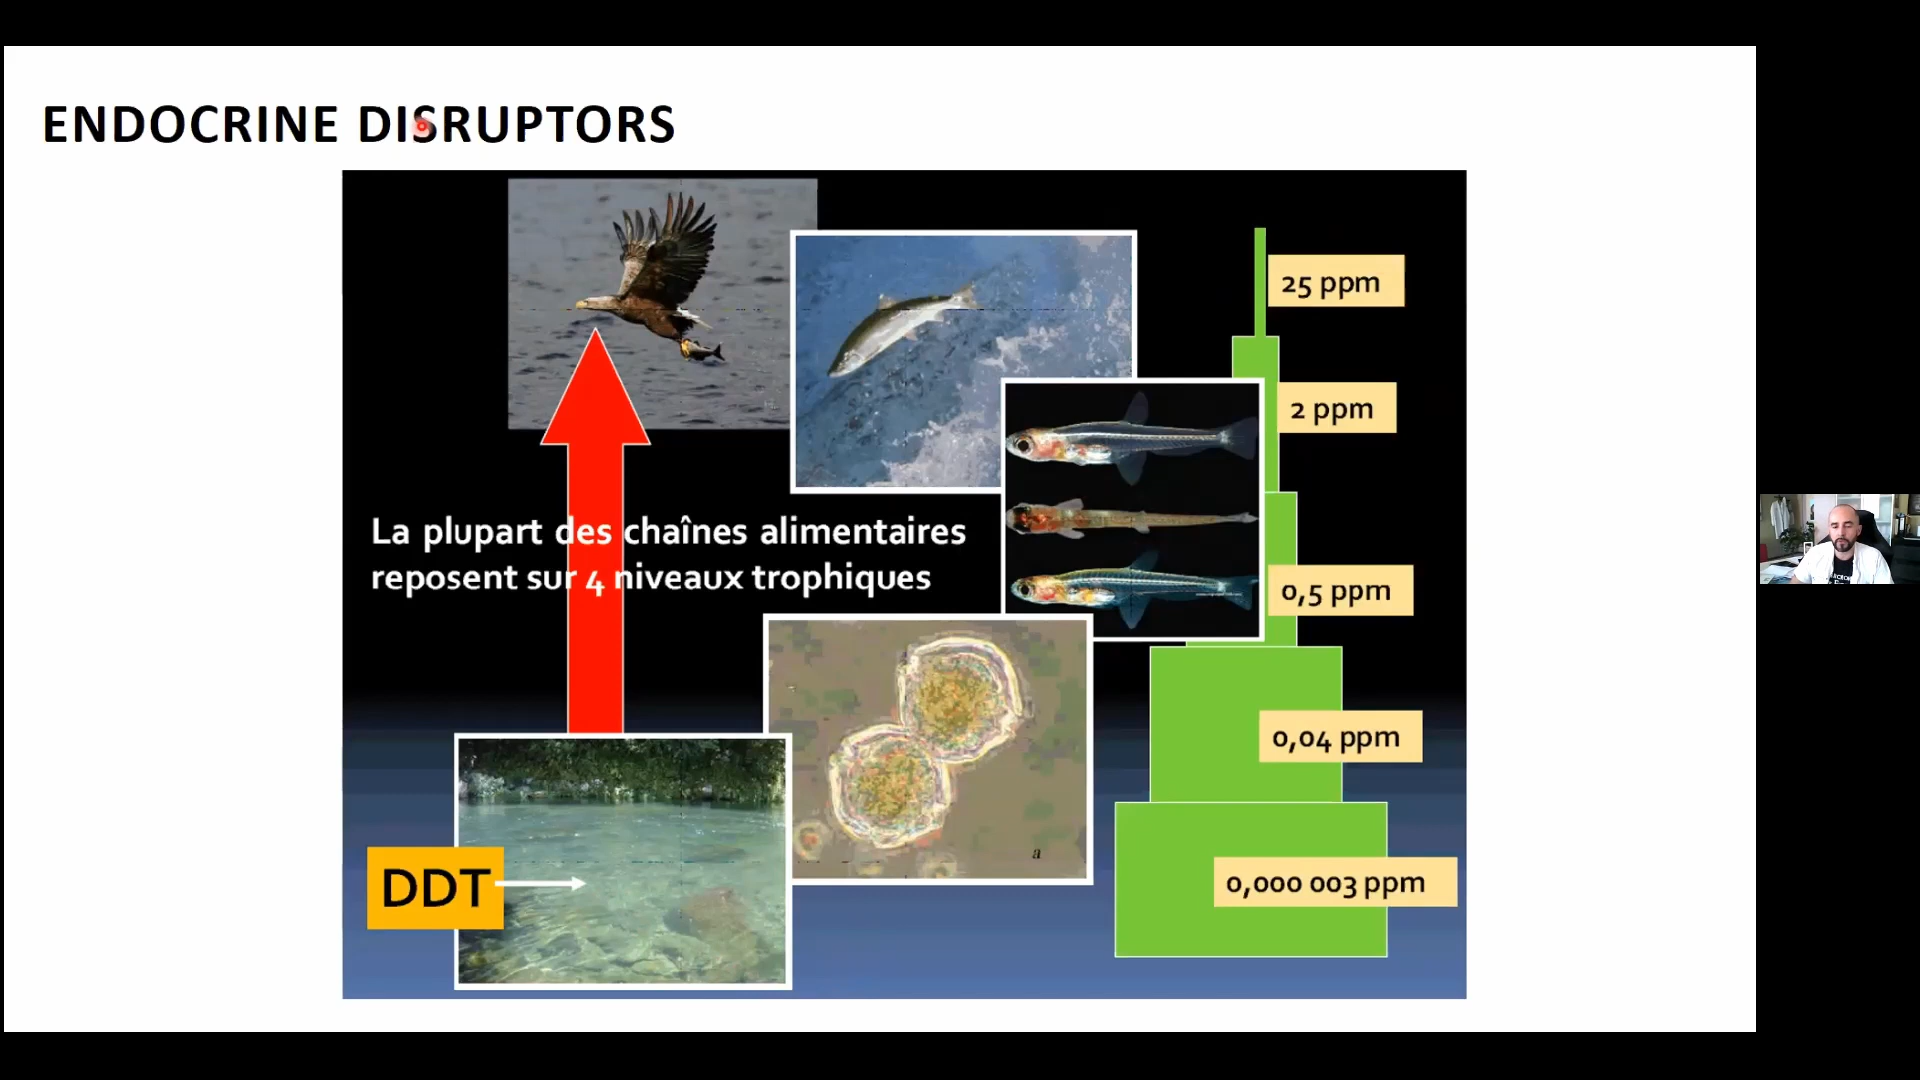 ENDOCRINE DISRUPTORS
25 ppm
2 ppm
La plupart des chaînes alimentaires
reposent sur 4 niveaux trophiques
0,5 ppm
0,04 ppm
a
DDT
0,000 003 ppm